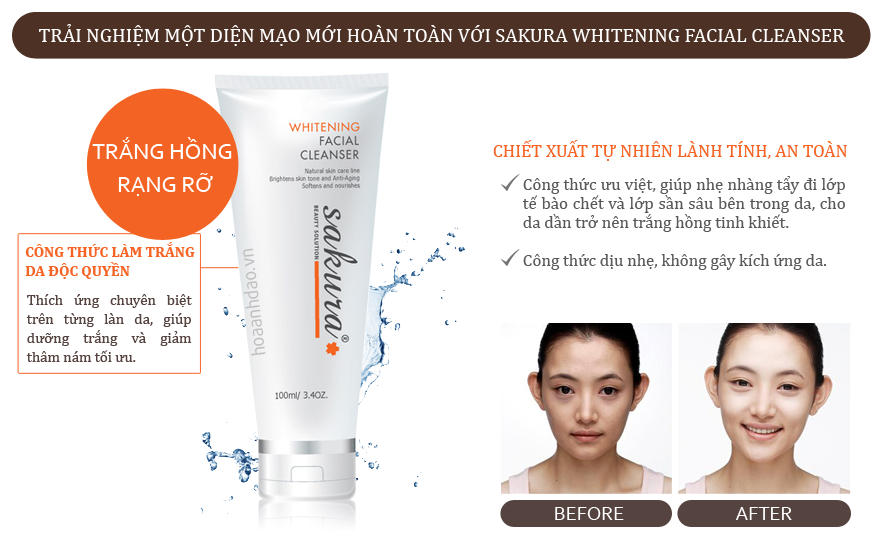 TRẢI NGHIỆM MỘT DIỆN MẠO MỚI HOÀN TOÀN VỚI SAKURA WHITENING FACIAL CLEANSER
TRẮNG HỒNG
RẠNG RỠ
CÔNG THỨC LÀM TRẮNG
DA ĐỘC QUYỀN
Thích ứng chuyên biệt
trên từng làn da, giúp
dưỡng trắng và giảm
thâm nám tối ưu.
WHITENING
FACIAL
CLEANSER
Natural skin care line
Brightens skin tone and Anti-Aging
Softens and nourishes
sakura®
BEAUTY SOLUTION
hoaanhdao.vn
100ml/ 3.4OZ.
CHIẾT XUẤT TỰ NHIÊN LÀNH TÍNH, AN TOÀN
Công thức ưu việt, giúp nhẹ nhàng tẩy đi lớp
tế bào chết và lớp sần sâu bên trong da, cho
da dần trở nên trắng hồng tinh khiết.
Công thức dịu nhẹ, không gây kích ứng da.
BEFORE
AFTER